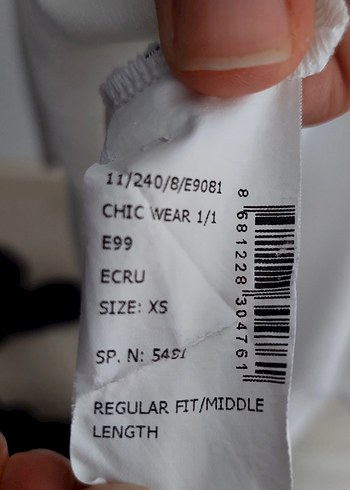 11/240/8/E9081
CHIC WEAR 1/1
E99
ECRU
SIZE: XS
SP. N:
REGULAR FIT/MIDDLE
LENGTH
8 681228 304761